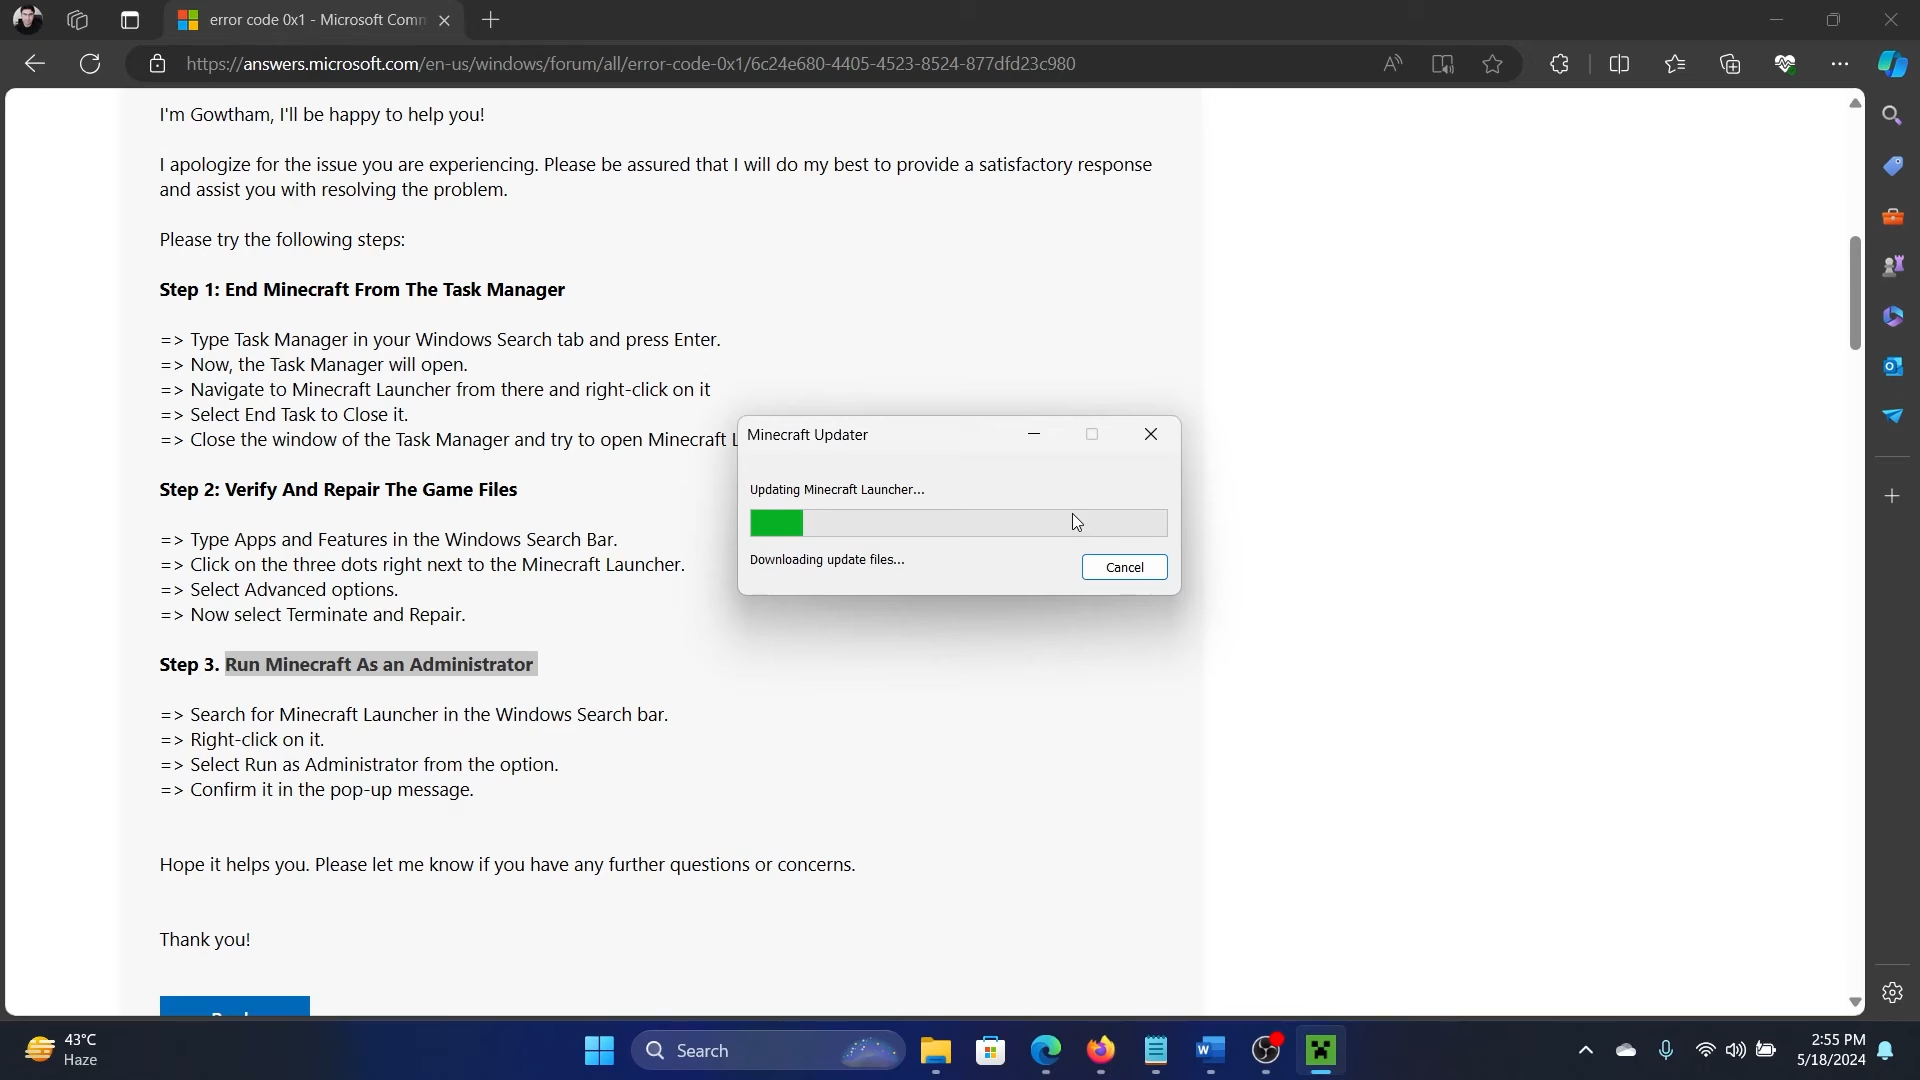 error code 0x1 - Microsoft Comm
https://answers.microsoft.com/en-us/windows/forum/all/error-code-0x1/6c24e680-4405-4523-8524-877dfd23c980
I'm Gowtham, I'll be happy to help you!
I apologize for the issue you are experiencing. Please be assured that I will do my best to provide a satisfactory response
and assist you with resolving the problem.
Please try the following steps:
Step 1: End Minecraft From The Task Manager
=> Type Task Manager in your Windows Search tab and press Enter.
=> Now, the Task Manager will open.
=> Navigate to Minecraft Launcher from there and right-click on it
=> Select End Task to Close it.
=> Close the window of the Task Manager and try to open Minecraft L
Minecraft Updater
Updating Minecraft Launcher...
Downloading update files...
Cancel
Step 2: Verify And Repair The Game Files
=> Type Apps and Features in the Windows Search Bar.
=> Click on the three dots right next to the Minecraft Launcher.
=> Select Advanced options.
=> Now select Terminate and Repair.
Step 3. Run Minecraft As an Administrator
=> Search for Minecraft Launcher in the Windows Search bar.
=> Right-click on it.
=> Select Run as Administrator from the option.
=> Confirm it in the pop-up message.
Hope it helps you. Please let me know if you have any further questions or concerns.
Thank you!
43°C
Haze
Search
2:55 PM
5/18/2024